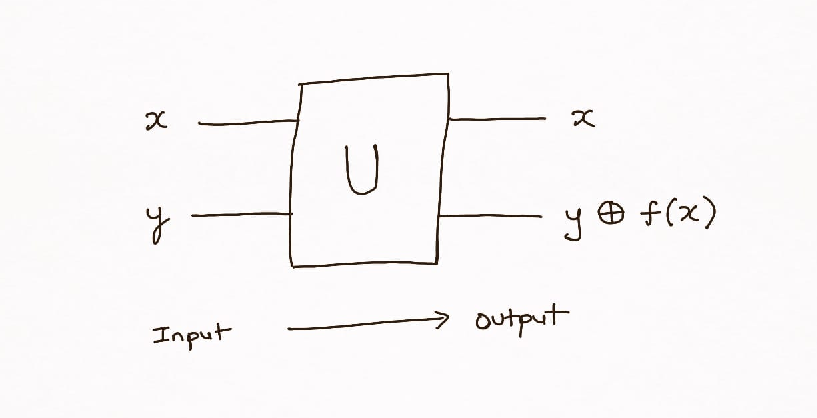 x U x
y y ⊕ f(x)
Input output